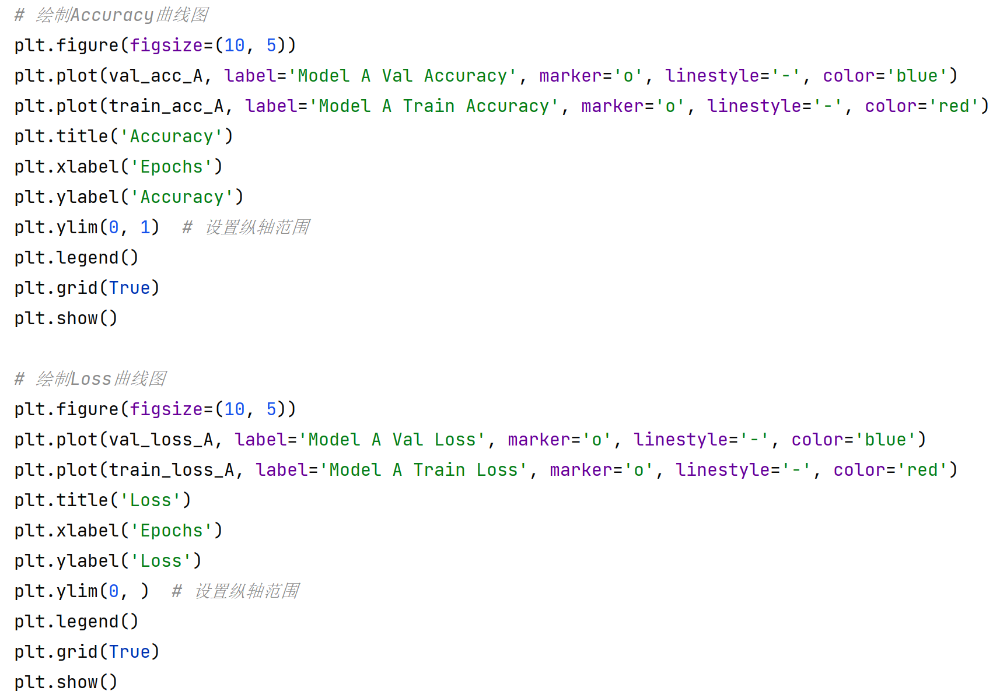 # 绘制Accuracy曲线图
plt.figure(figsize=(10, 5))
plt.plot(val_acc_A, label='Model A Val Accuracy', marker='o', linestyle='-', color='blue')
plt.plot(train_acc_A, label='Model A Train Accuracy', marker='o', linestyle='-', color='red')
plt.title('Accuracy')
plt.xlabel('Epochs')
plt.ylabel('Accuracy')
plt.ylim(0, 1)  # 设置纵轴范围
plt.legend()
plt.grid(True)
plt.show()

# 绘制Loss曲线图
plt.figure(figsize=(10, 5))
plt.plot(val_loss_A, label='Model A Val Loss', marker='o', linestyle='-', color='blue')
plt.plot(train_loss_A, label='Model A Train Loss', marker='o', linestyle='-', color='red')
plt.title('Loss')
plt.xlabel('Epochs')
plt.ylabel('Loss')
plt.ylim(0, )  # 设置纵轴范围
plt.legend()
plt.grid(True)
plt.show()